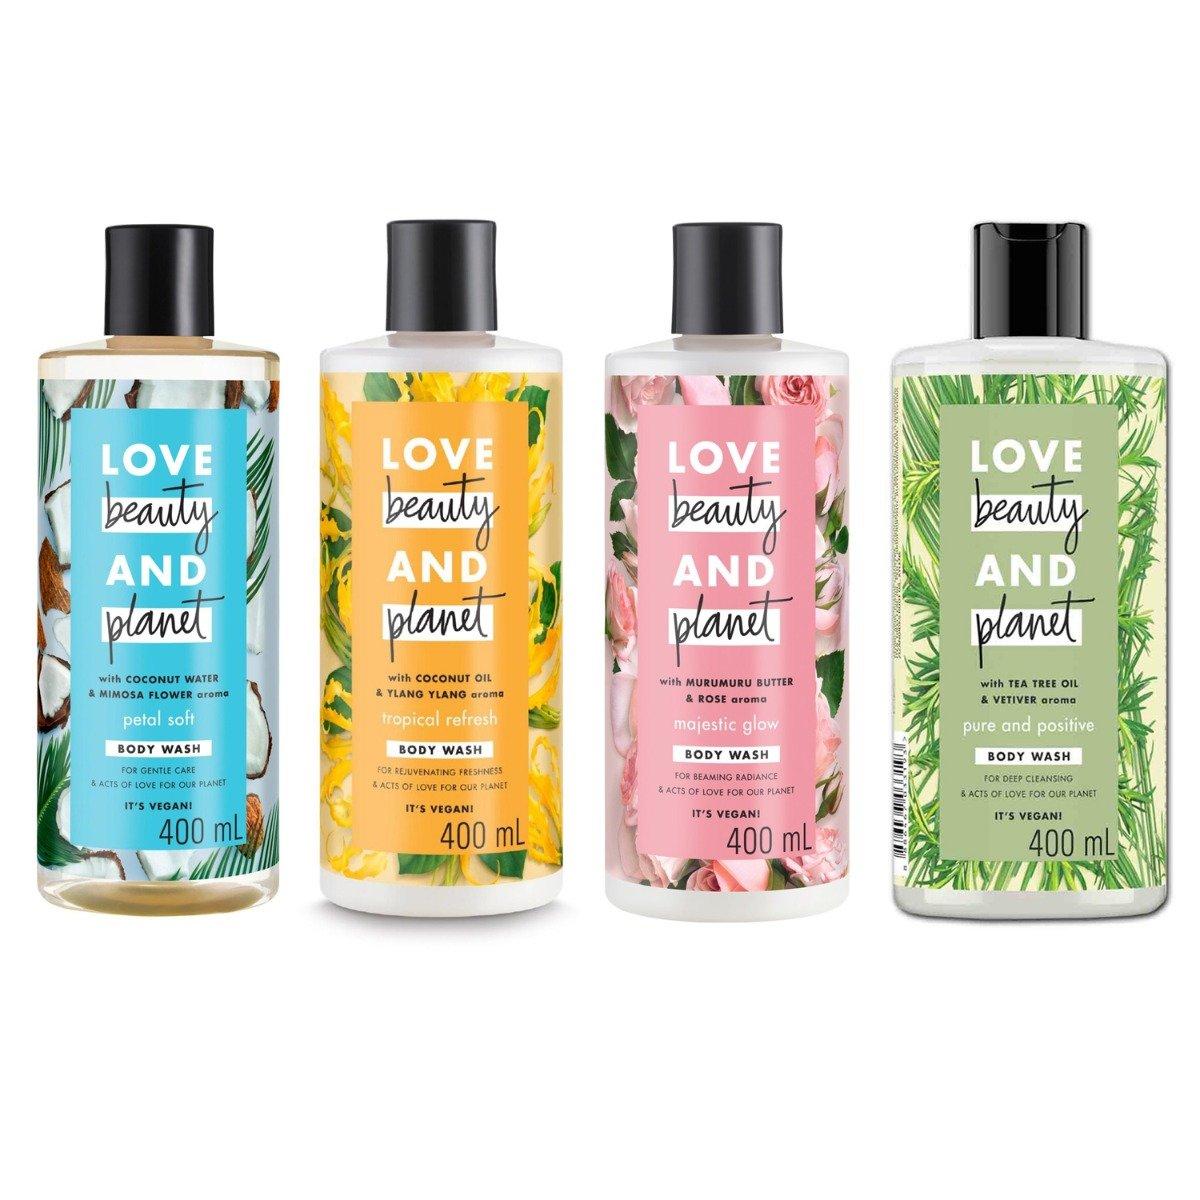 LOVE
beauty
AND
planet
with COCONUT WATER
& MIMOSA FLOWER aroma
petal soft
BODY WASH
FOR GENTLE CARE
& ACTS OF LOVE FOR OUR PLANET
IT'S VEGAN!
400 mL
LOVE
beauty
AND
planet
with COCONUT OIL
& YLANG YLANG aroma
tropical refresh
BODY WASH
FOR REJUVENATING FRESHNESS
& ACTS OF LOVE FOR OUR PLANET
IT'S VEGAN!
400 mL
LOVE
beauty
AND
planet
with MURUMURU BUTTER
& ROSE aroma
majestic glow
BODY WASH
FOR BEAMING RADIANCE
& ACTS OF LOVE FOR OUR PLANET
IT'S VEGAN!
400 mL
LOVE
beauty
AND
planet
with TEA TREE OIL
& VETIVER aroma
pure and positive
BODY WASH
FOR DEEP CLEANSING
& ACTS OF LOVE FOR OUR PLANET
IT'S VEGAN!
400 mL